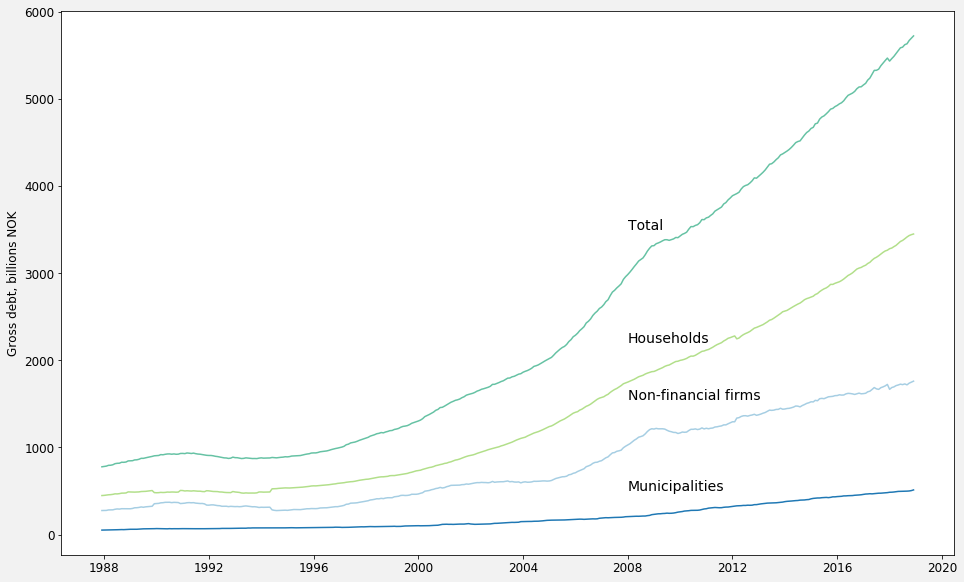 6000
5000
4000
3000
2000
1000
0
Gross debt, billions NOK
Total
Households
Non-financial firms
Municipalities
1988 1992 1996 2000 2004 2008 2012 2016 2020